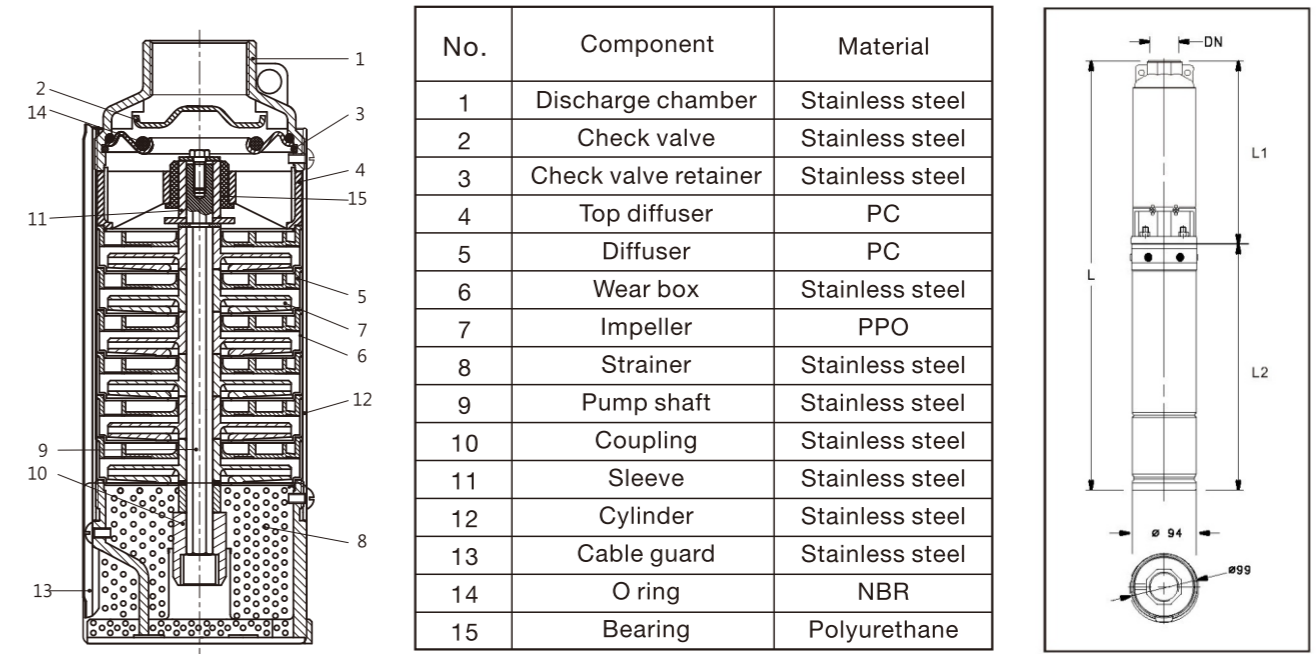 1
2
14
3
4
15
11
5
7
6
12
9
10
8
13
No. Component Material
1 Discharge chamber Stainless steel
2 Check valve Stainless steel
3 Check valve retainer Stainless steel
4 Top diffuser PC
5 Diffuser PC
6 Wear box Stainless steel
7 Impeller PPO
8 Strainer Stainless steel
9 Pump shaft Stainless steel
10 Coupling Stainless steel
11 Sleeve Stainless steel
12 Cylinder Stainless steel
13 Cable guard Stainless steel
14 O ring NBR
15 Bearing Polyurethane
DN
L1
L
L2
ø 94
ø99